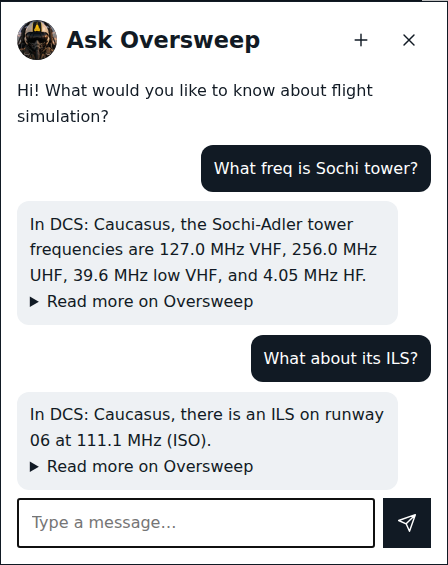 Ask Oversweep
Hi! What would you like to know about flight
simulation?
What freq is Sochi tower?
In DCS: Caucasus, the Sochi-Adler tower
frequencies are 127.0 MHz VHF, 256.0 MHz
UHF, 39.6 MHz low VHF, and 4.05 MHz HF.
Read more on Oversweep
What about its ILS?
In DCS: Caucasus, there is an ILS on runway
06 at 111.1 MHz (ISO).
Read more on Oversweep
Type a message...